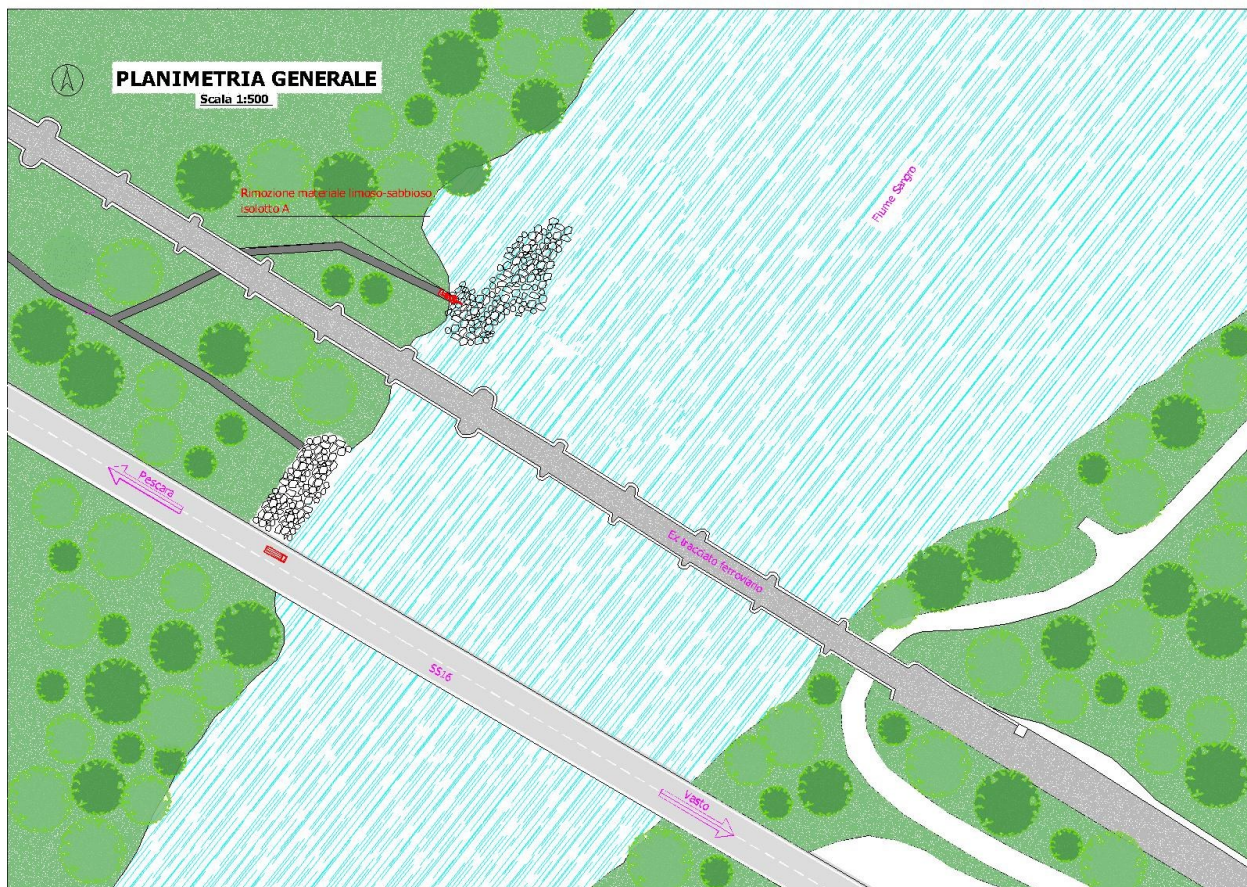 PLANIMETRIA GENERALE
Scala 1:500
Rimozione materiale limoso-sabbioso
isolotto A
Fiume Sangro
Pescara
Ex tracciato ferroviario
SS16
Vasto